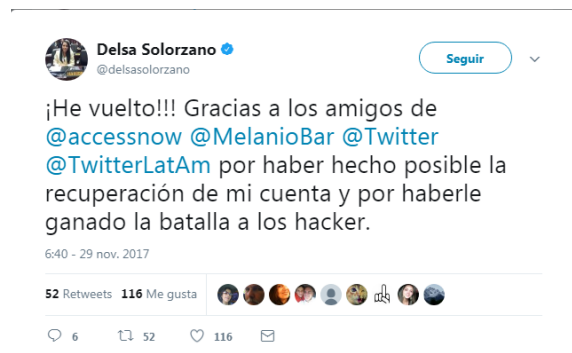 Delsa Solorzano
@delsasolorzano
Seguir
¡He vuelto!!! Gracias a los amigos de
@accessnow @MelanioBar @Twitter
@TwitterLatAm por haber hecho posible la
recuperación de mi cuenta y por haberle
ganado la batalla a los hacker.
6:40 - 29 nov. 2017
52 Retweets 116 Me gusta
6 52 116